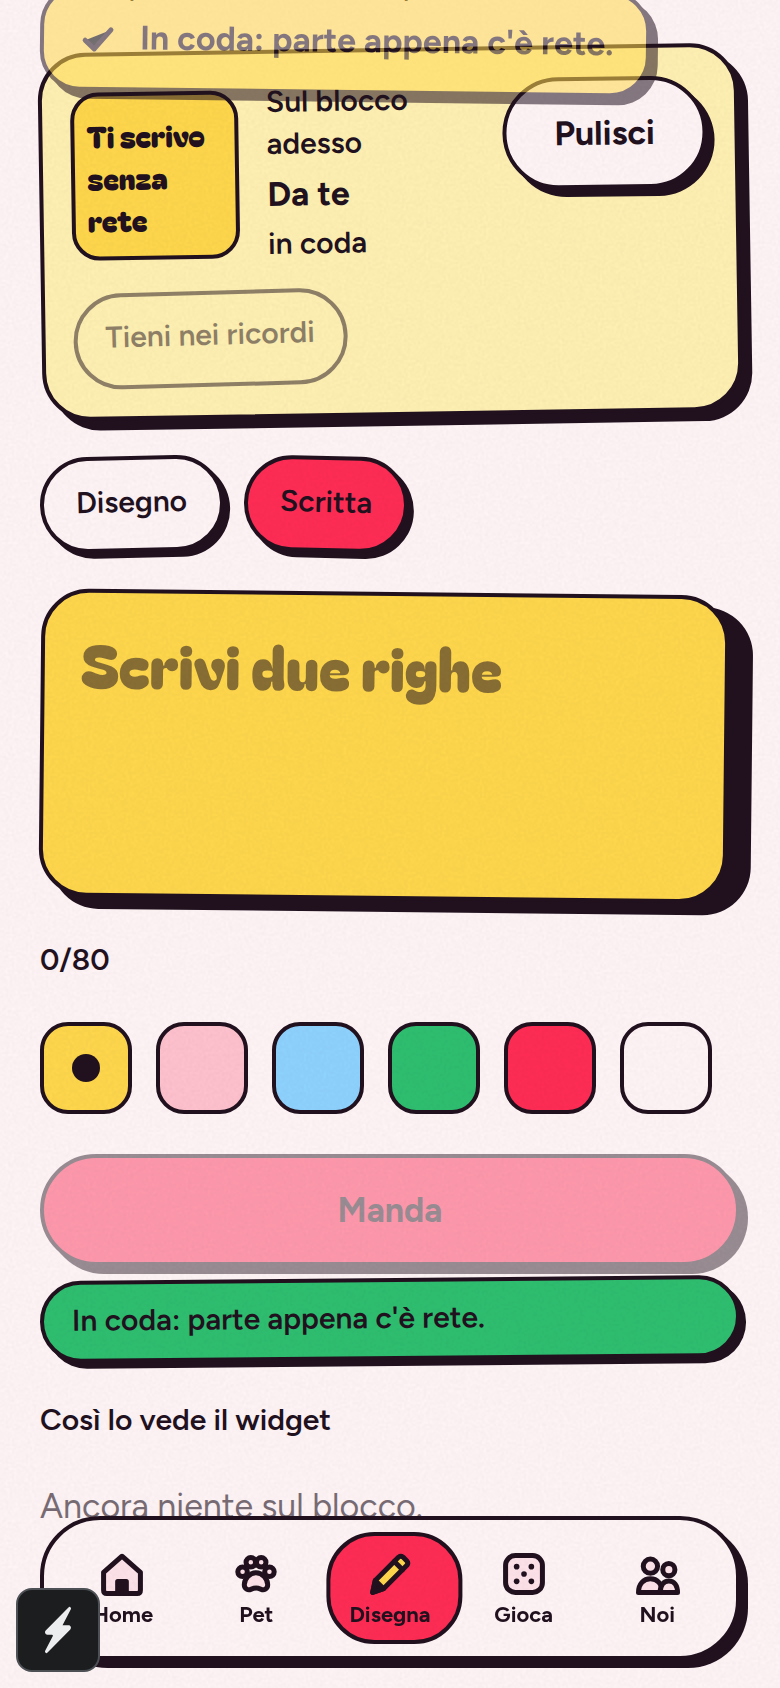 In coda: parte appena c'è rete.
Ti scrivo
senza
rete
Sul blocco
adesso
Da te
in coda
Pulisci
Tieni nei ricordi
Disegno
Scritta
Scrivi due righe
0/80
Manda
In coda: parte appena c'è rete.
Così lo vede il widget
Ancora niente sul blocco.
Home
Pet
Disegna
Gioca
Noi